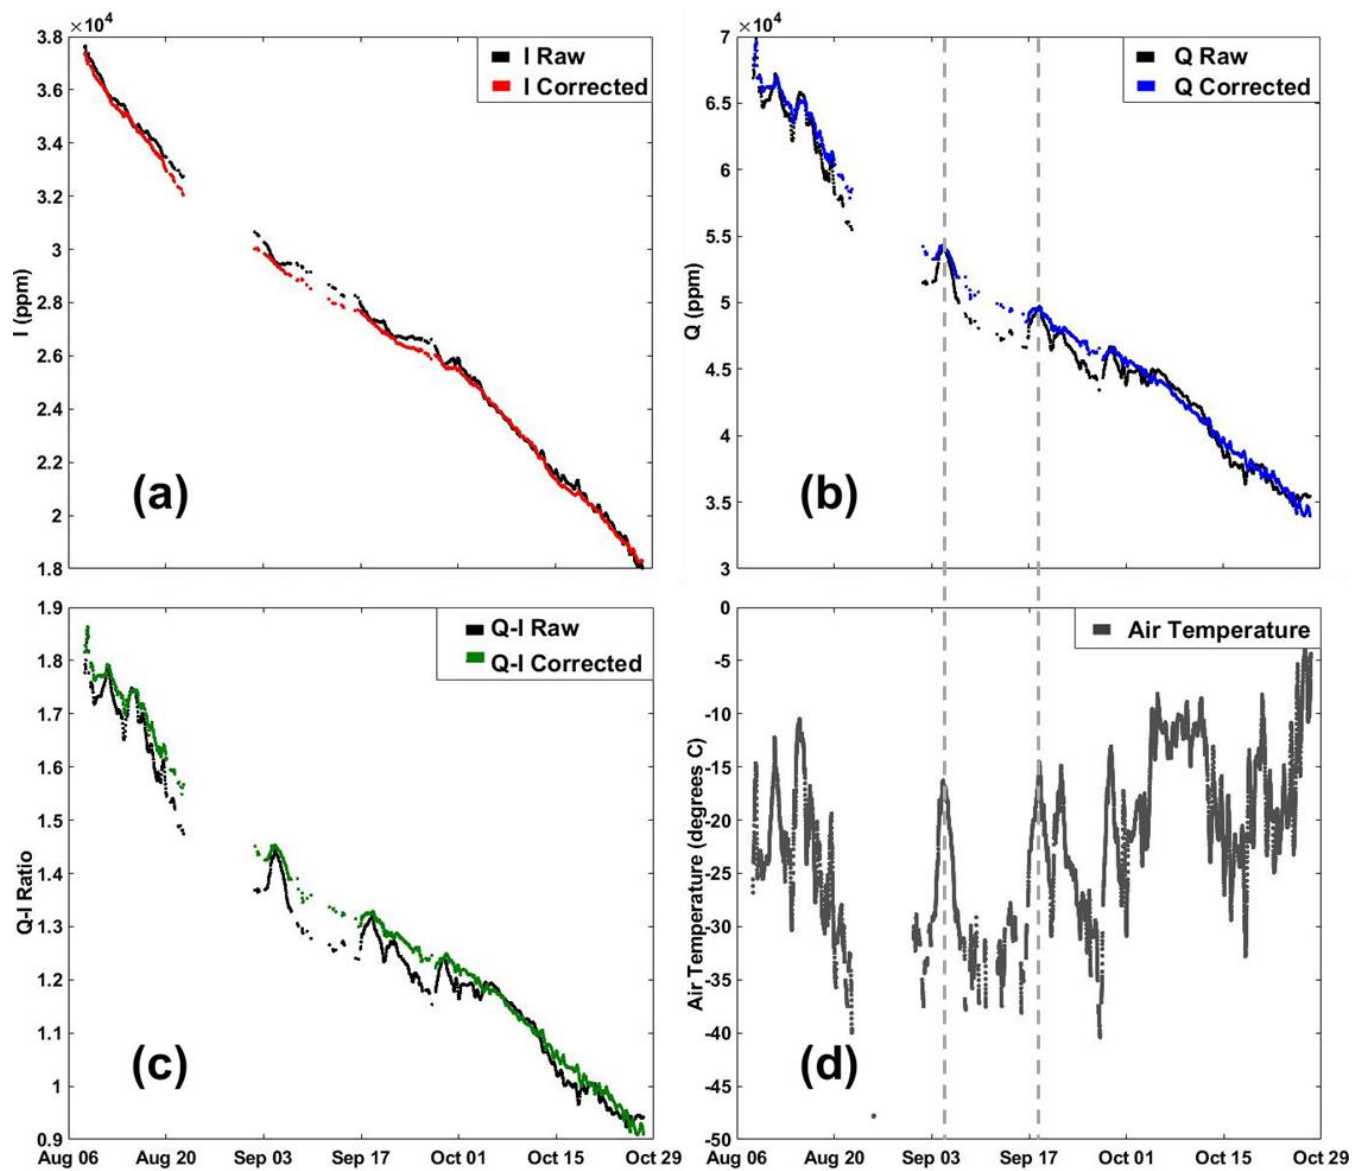 ×10⁴
3.8
3.6
3.4
3.2
3
2.8
2.6
2.4
2.2
2
1.8
I (ppm)
I Raw
I Corrected
(a)
×10⁴
7
6.5
6
5.5
5
4.5
4
3.5
3
Q (ppm)
Q Raw
Q Corrected
(b)
1.9
1.8
1.7
1.6
1.5
1.4
1.3
1.2
1.1
1
0.9
Q-I Ratio
Q-I Raw
Q-I Corrected
(c)
Aug 06 Aug 20 Sep 03 Sep 17 Oct 01 Oct 15 Oct 29
0
-5
-10
-15
-20
-25
-30
-35
-40
-45
-50
Air Temperature (degrees C)
Air Temperature
(d)
Aug 06 Aug 20 Sep 03 Sep 17 Oct 01 Oct 15 Oct 29